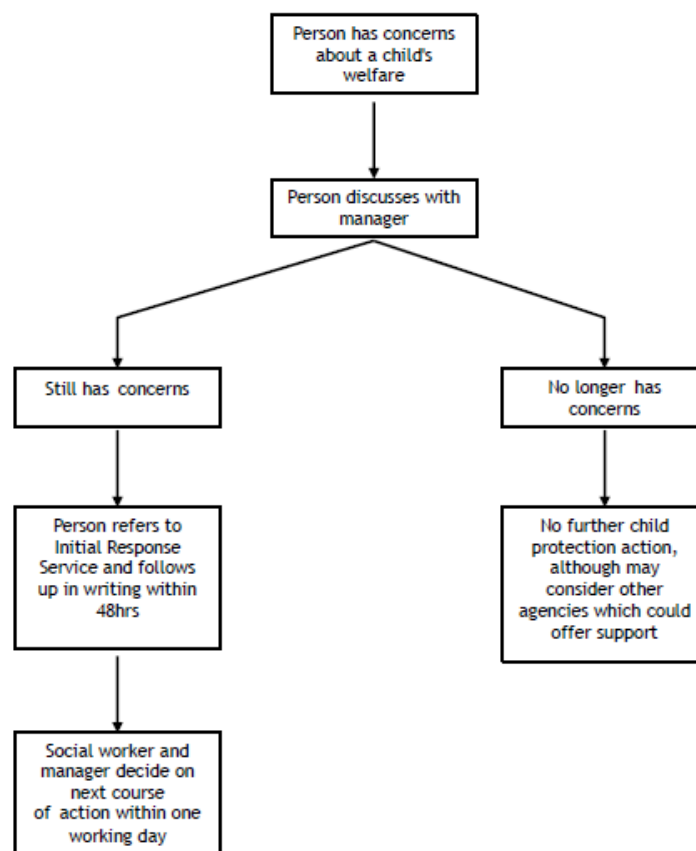 Person has concerns
about a child's
welfare
Person discusses with
manager
Still has concerns
No longer has
concerns
Person refers to
Initial Response
Service and follows
up in writing within
48hrs
No further child
protection action,
although may
consider other
agencies which could
offer support
Social worker and
manager decide on
next course
of action within one
working day